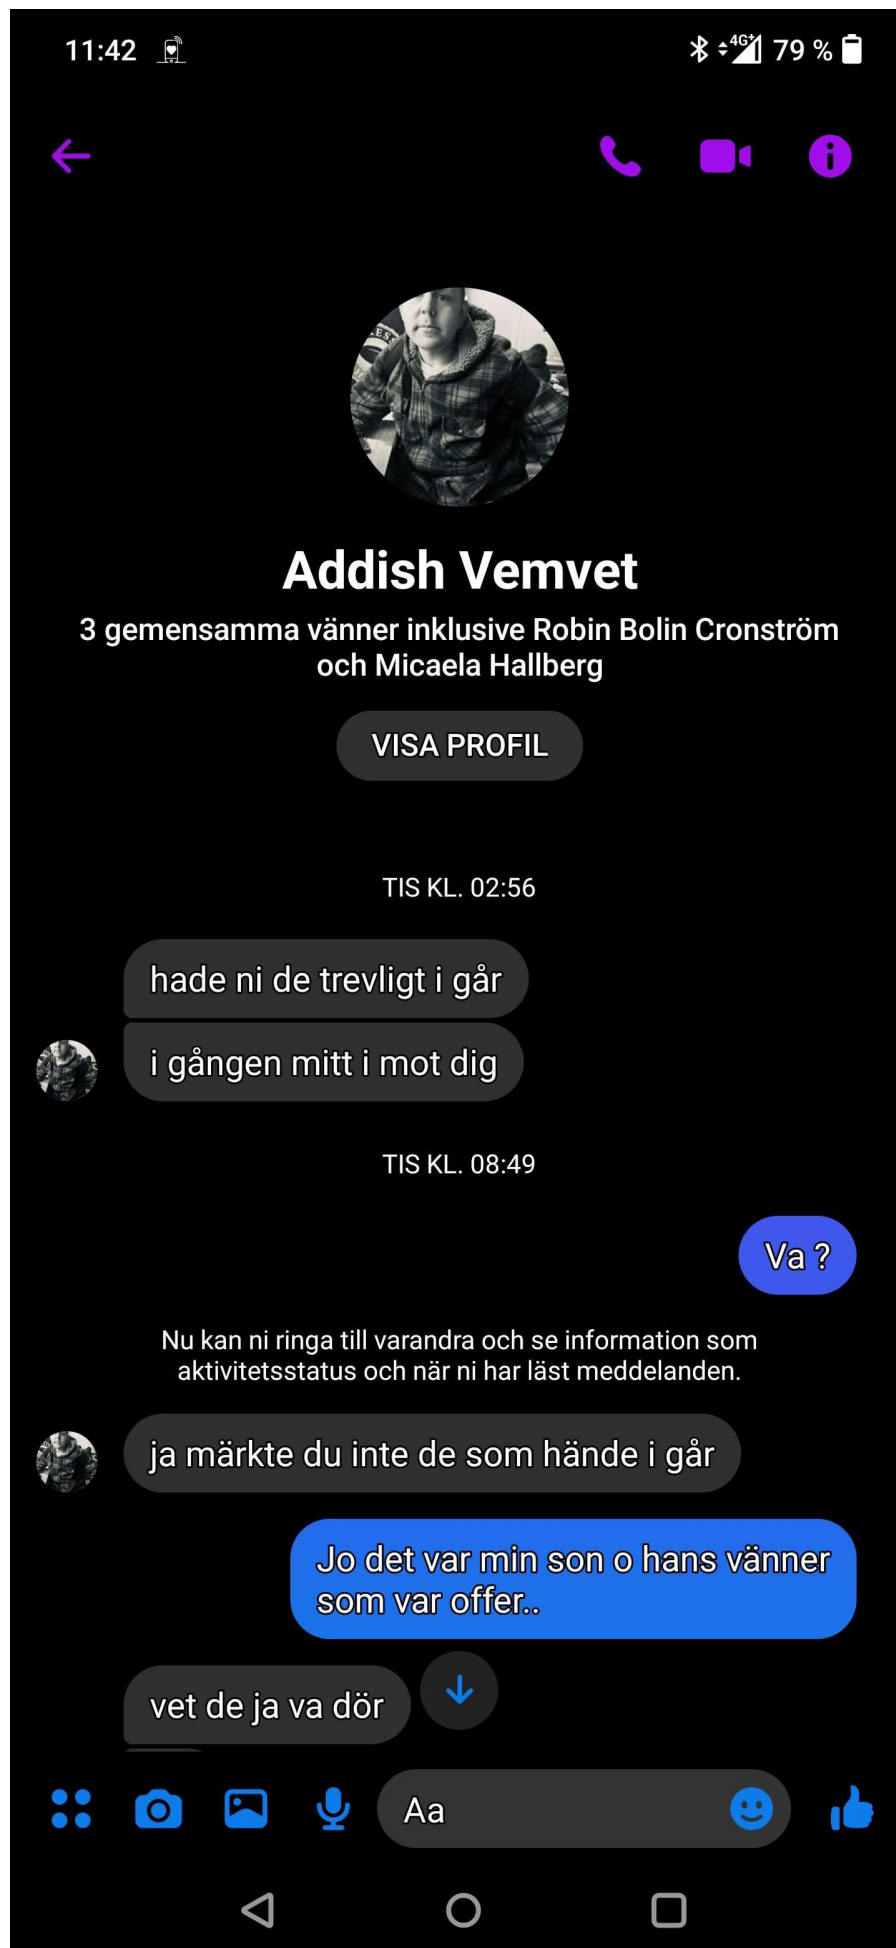 11:42
4G+
79 %
Addish Vemvet
3 gemensamma vänner inklusive Robin Bolin Cronström
och Micaela Hallberg
VISA PROFIL
TIS KL. 02:56
hade ni de trevligt i går
i gången mitt i mot dig
TIS KL. 08:49
Va ?
Nu kan ni ringa till varandra och se information som
aktivitetsstatus och när ni har läst meddelanden.
ja märkte du inte de som hände i går
Jo det var min son o hans vänner
som var offer..
vet de ja va dör
Aa